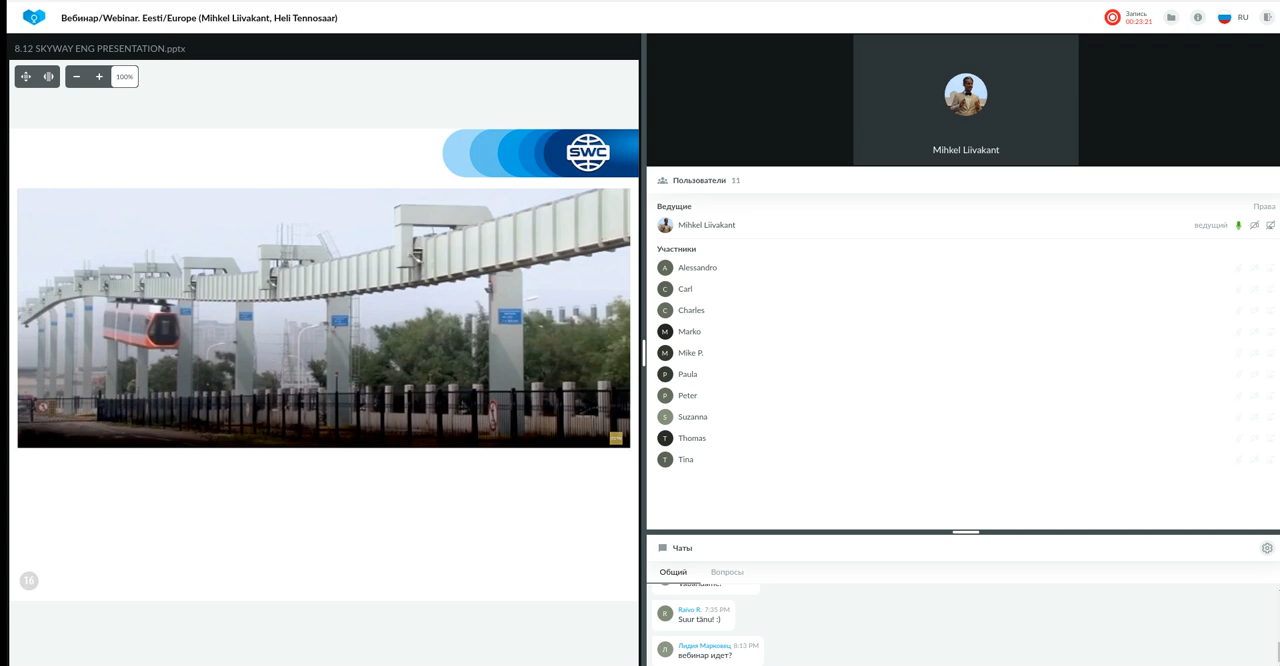 Вебинар/Webinar. Eesti/Europe (Mihkel Liivakant, Heli Tennosaar)
Запись
00:23:21
RU
8.12 SKYWAY ENG PRESENTATION.pptx
100%
SWC
16
Mihkel Liivakant
Пользователи 11
Ведущие
Права
Mihkel Liivakant
ведущий
Участники
A Alessandro
C Carl
C Charles
M Marko
M Mike P.
P Paula
P Peter
S Suzanna
T Thomas
T Tina
Чаты
Общий
Вопросы
R
Raivo R. 7:35 PM
Suur tänu! :)
Л
Лидия Марковец 8:13 PM
вебинар идет?